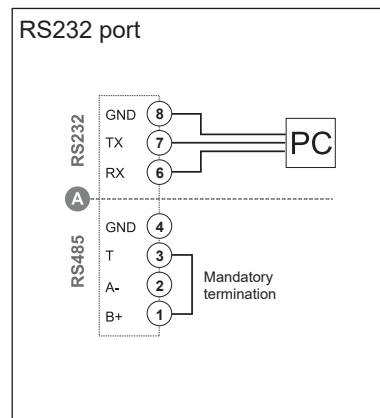 RS232 port
RS232
GND 8
TX 7
RX 6
PC
A
RS485
GND 4
T 3
A- 2
B+ 1
Mandatory
termination